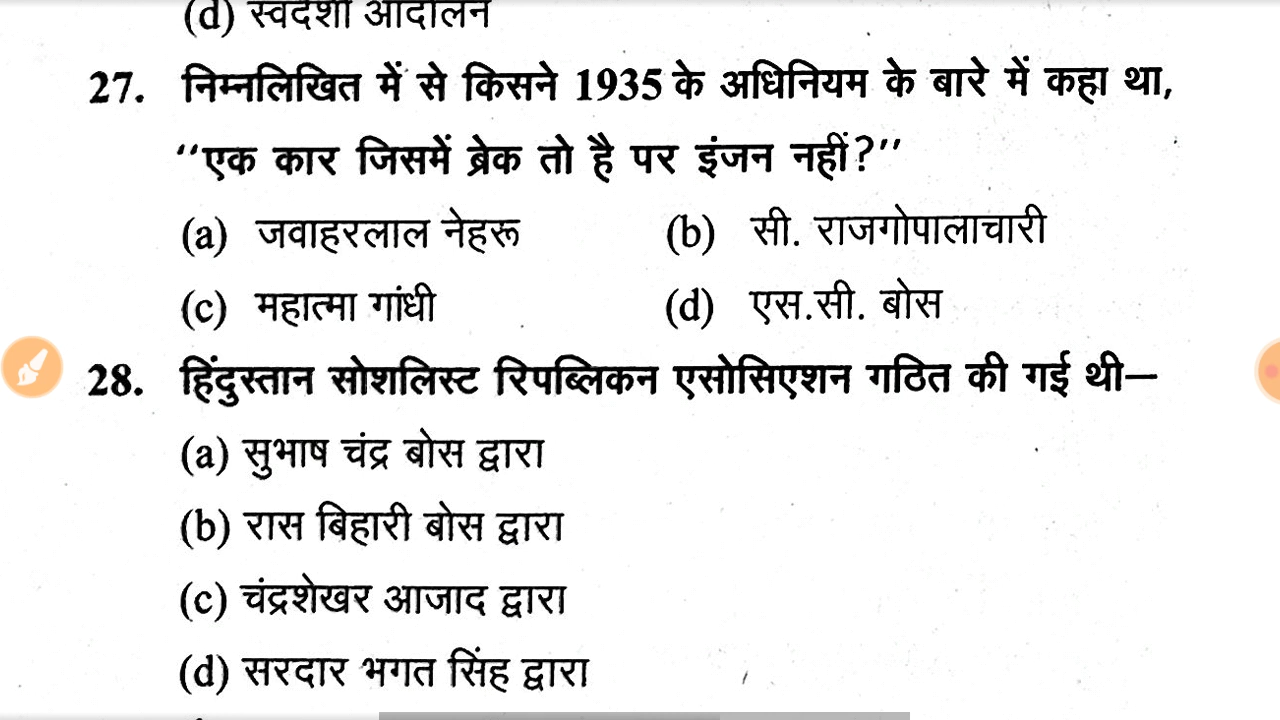 (d) स्वदेशी आंदोलन
27. निम्नलिखित में से किसने 1935 के अधिनियम के बारे में कहा था,
‘‘एक कार जिसमें ब्रेक तो है पर इंजन नहीं?’’
(a) जवाहरलाल नेहरू (b) सी. राजगोपालाचारी
(c) महात्मा गांधी (d) एस.सी. बोस
28. हिंदुस्तान सोशलिस्ट रिपब्लिकन एसोसिएशन गठित की गई थी—
(a) सुभाष चंद्र बोस द्वारा
(b) रास बिहारी बोस द्वारा
(c) चंद्रशेखर आजाद द्वारा
(d) सरदार भगत सिंह द्वारा